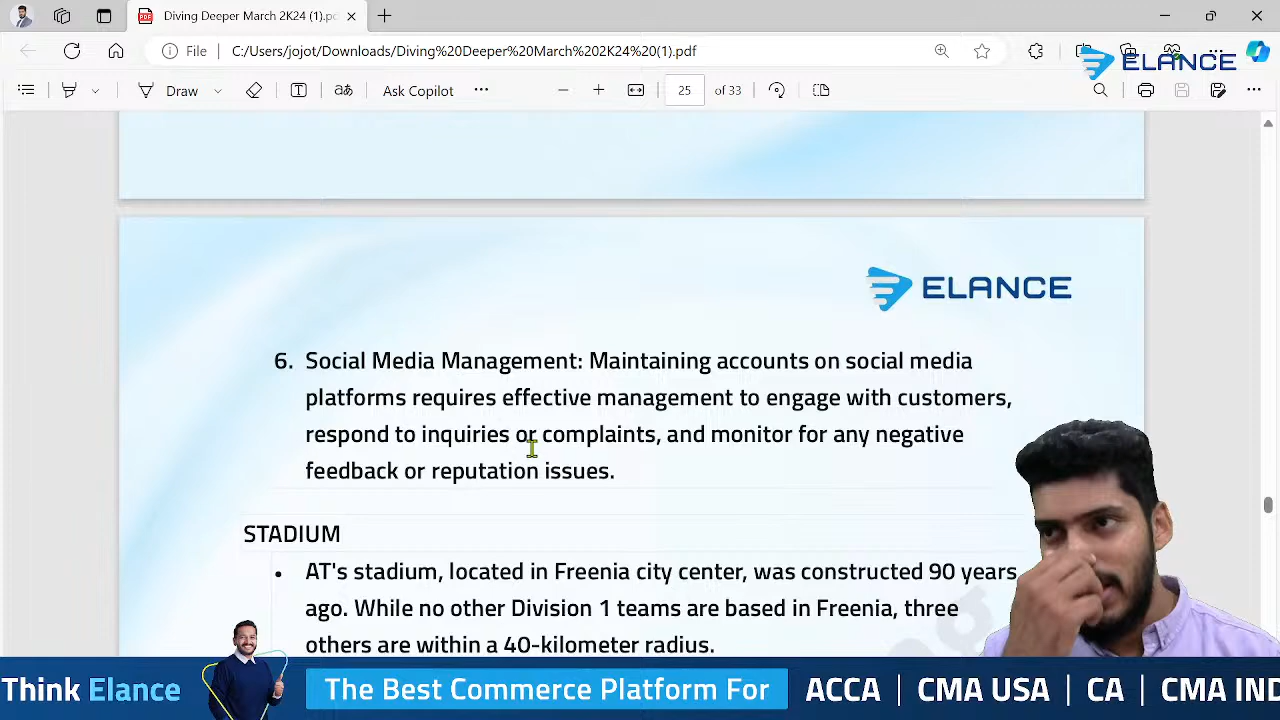 Diving Deeper March 2K24 (1).pd
File
C:/Users/jojot/Downloads/Diving%20Deeper%20March%202K24%20(1).pdf
ELANCE
Draw
Ask Copilot
25
of 33
ELANCE
6. Social Media Management: Maintaining accounts on social media
platforms requires effective management to engage with customers,
respond to inquiries or complaints, and monitor for any negative
feedback or reputation issues.
STADIUM
• AT's stadium, located in Freenia city center, was constructed 90 years
ago. While no other Division 1 teams are based in Freenia, three
others are within a 40-kilometer radius.
Think Elance
The Best Commerce Platform For
ACCA | CMA USA | CA | CMA IND